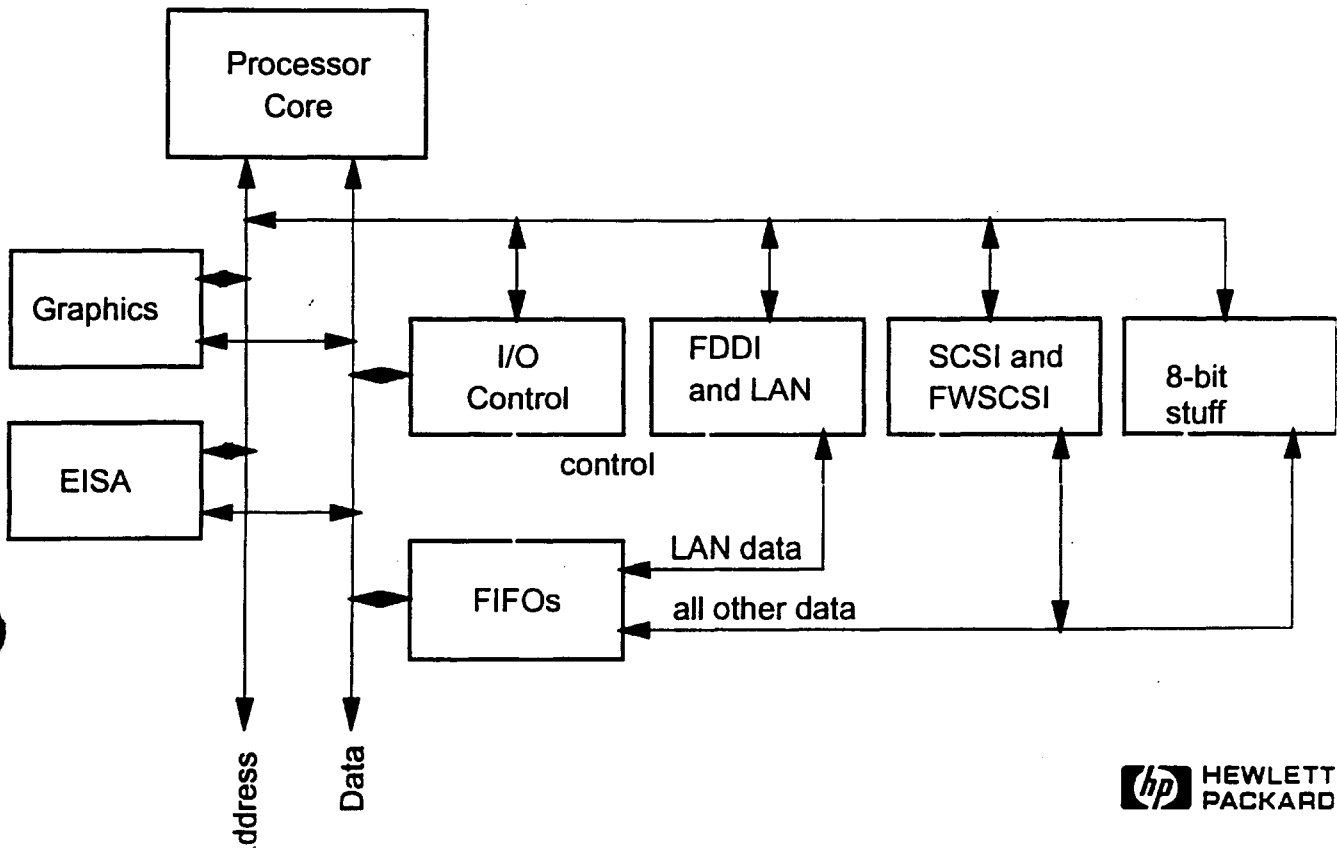 Processor
Core
Graphics
I/O
Control
FDDI
and LAN
SCSI and
FWSCSI
8-bit
stuff
EISA
control
LAN data
FIFOs
all other data
ddress
Data
hp HEWLETT
PACKARD